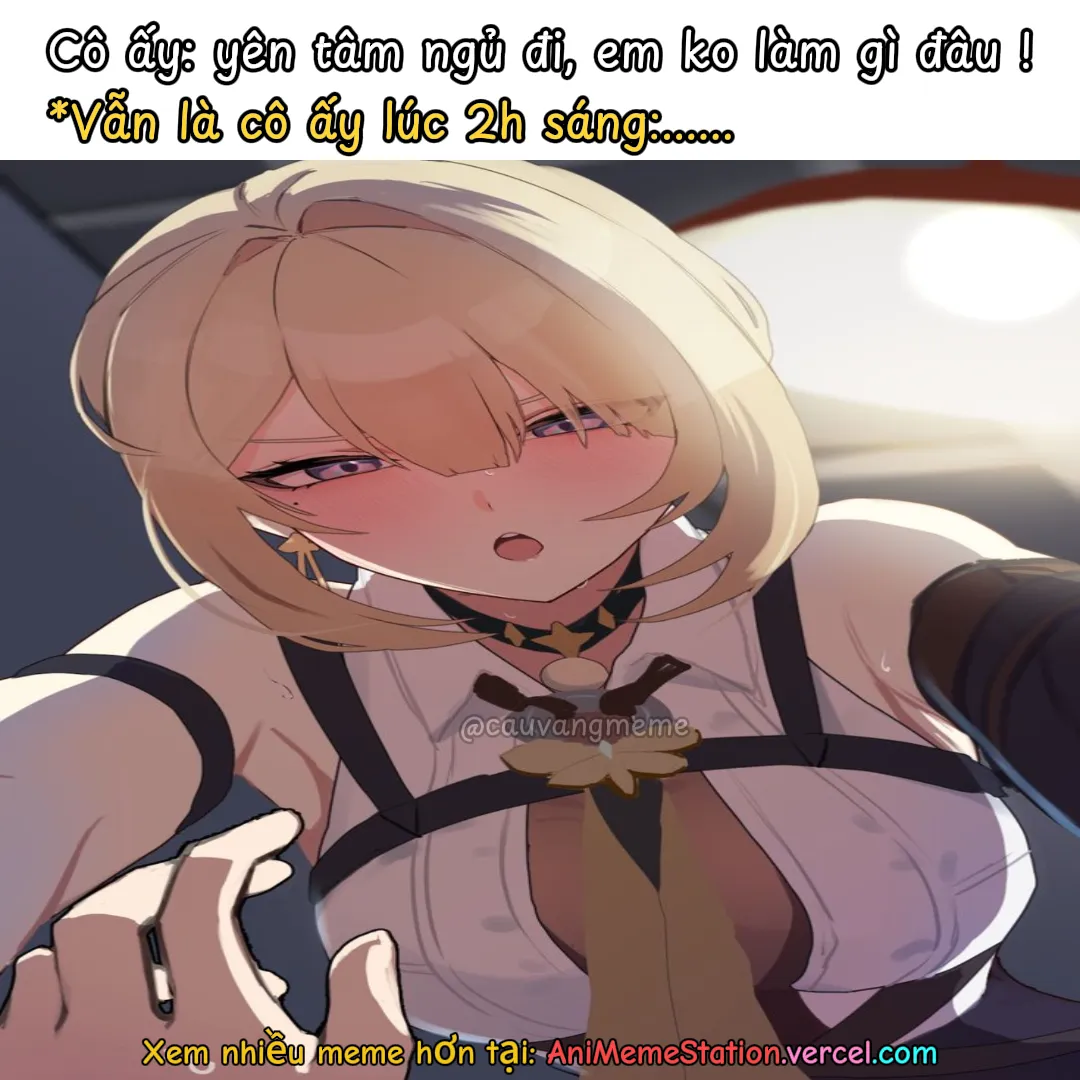 Cô ấy: yên tâm ngủ đi, em ko làm gì đâu !
*Vẫn là cô ấy lúc 2h sáng:......
@cauvangmeme
Xem nhiều meme hơn tại: AniMemeStation.vercel.com